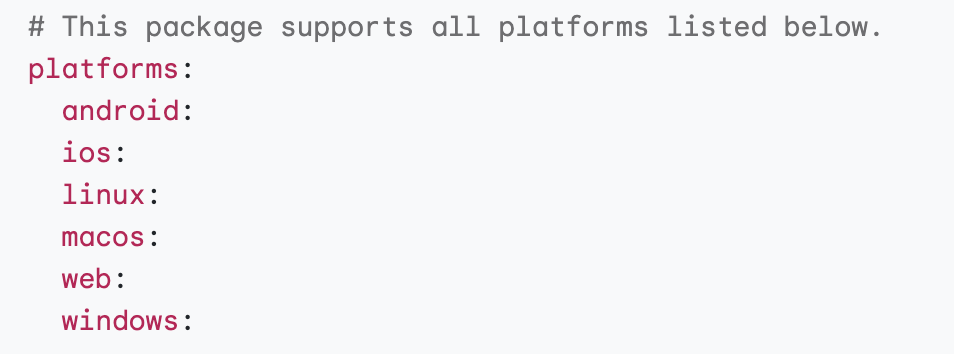 # This package supports all platforms listed below.
platforms:
  android:
  ios:
  linux:
  macos:
  web:
  windows: